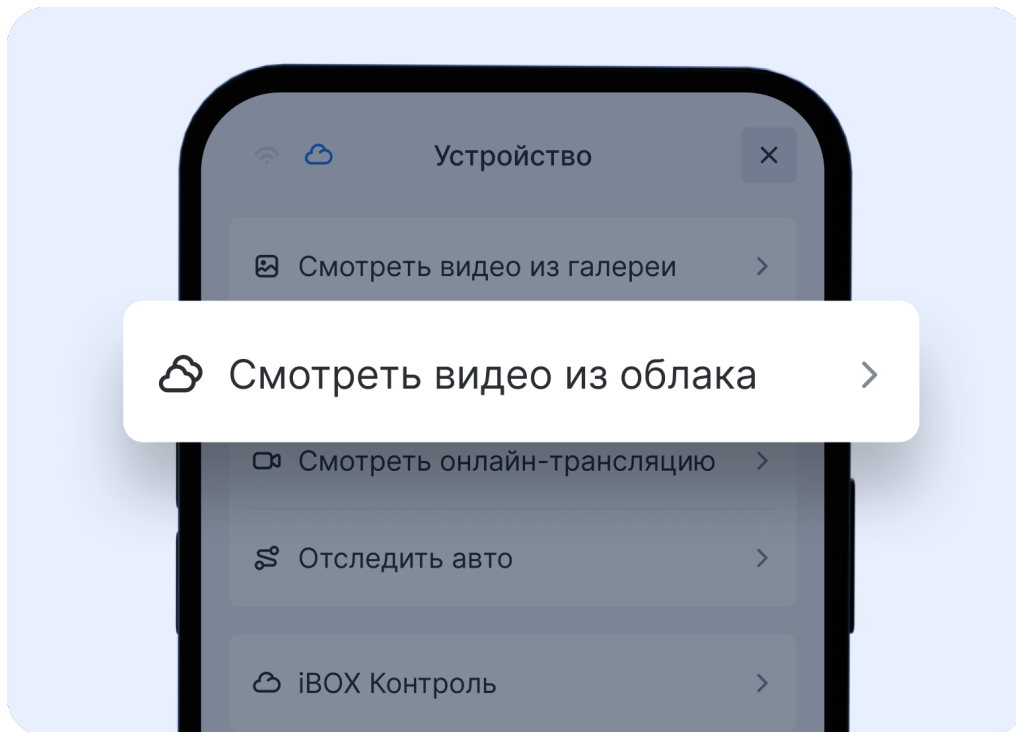 Устройство
Смотреть видео из галереи
Смотреть видео из облака
Смотреть онлайн-трансляцию
Отследить авто
iBOX Контроль